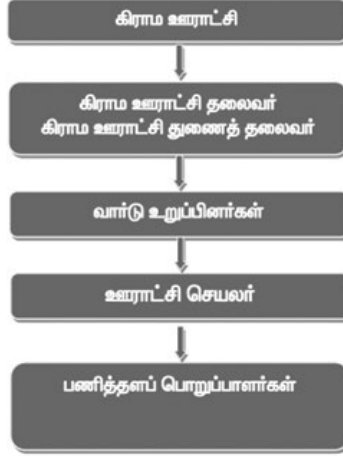 கிராம ஊராட்சி
கிராம ஊராட்சி தலைவர்
கிராம ஊராட்சி துணைத் தலைவர்
வார்டு உறுப்பினர்கள்
ஊராட்சி செயலர்
பணித்தளப் பொறுப்பாளர்கள்